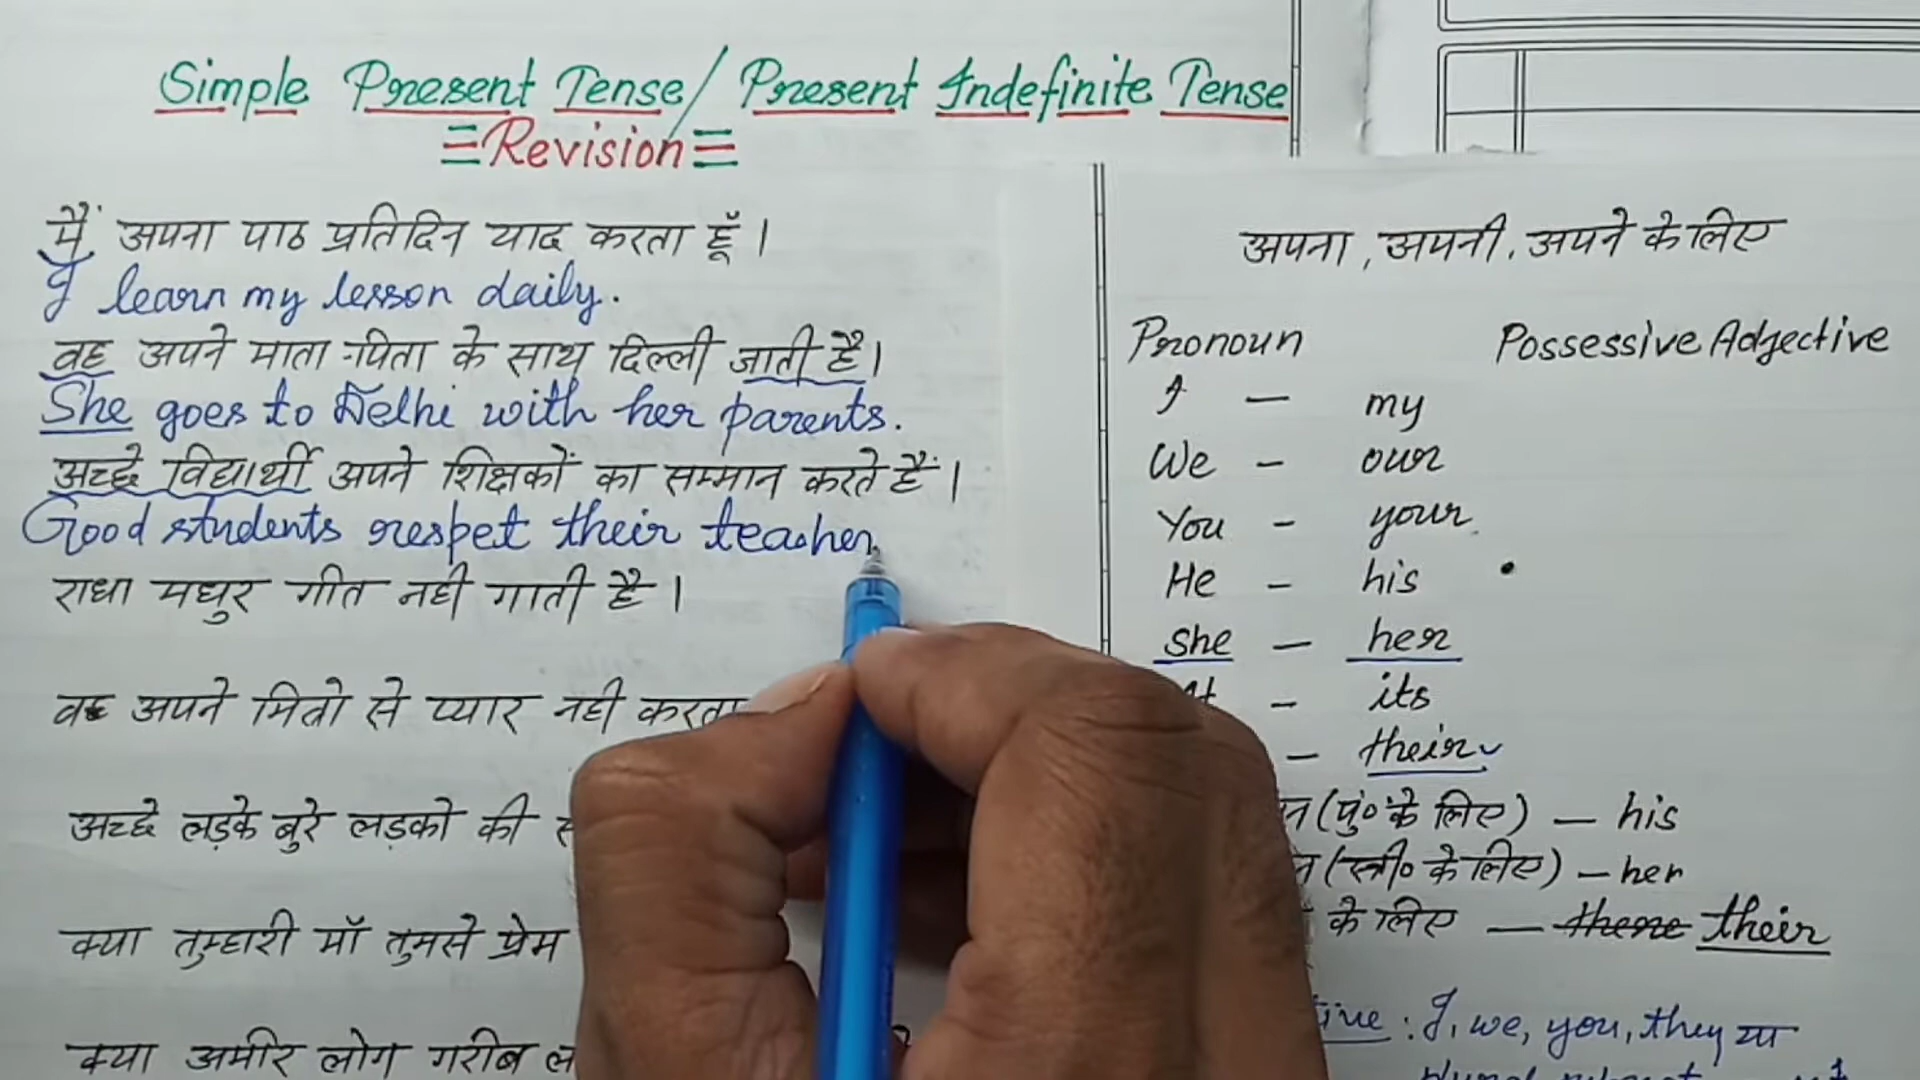 Simple Present Tense/Present Indefinite Tense
Revision
मैं अपना पाठ प्रतिदिन याद करता हूँ।
I learn my lesson daily.
वह अपने माता-पिता के साथ दिल्ली जाती है।
She goes to Delhi with her parents.
अच्छे विद्यार्थी अपने शिक्षकों का सम्मान करते हैं।
Good students respet their teacher
राधा मधुर गीत नही गाती है।
वह अपने मित्रो से प्यार नही करता
अच्छे लड़के बुरे लड़को की
क्या तुम्हारी माँ तुमसे प्रेम
क्या अमीर लोग गरीब
अपना, अपनी, अपने के लिए
Pronoun Possessive Adjective
I - my
We - our
You - your
He - his
She - her
It - its
- their
(पुं० के लिए) - his
(स्त्री० के लिए) - her
के लिए - there their
: I, we, you, they या